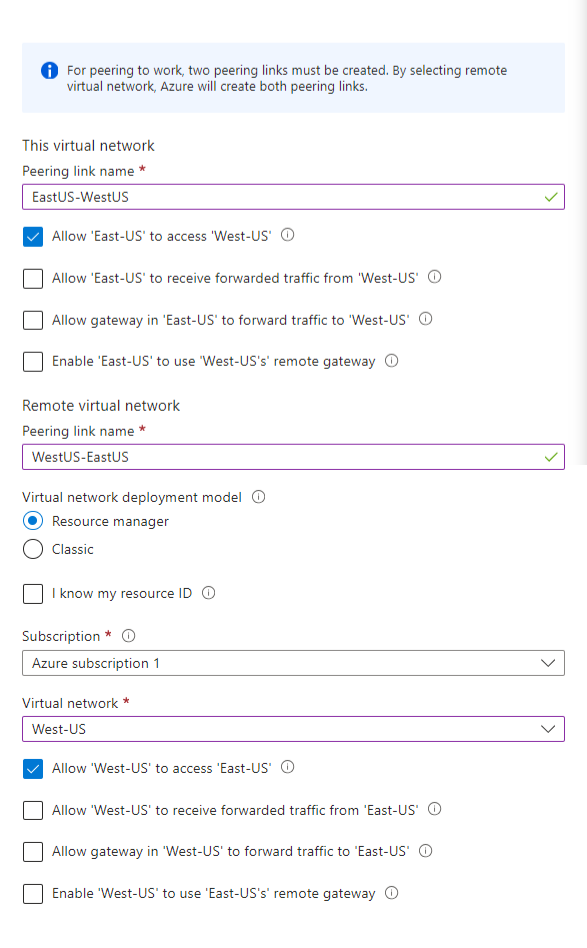 For peering to work, two peering links must be created. By selecting remote
virtual network, Azure will create both peering links.
This virtual network
Peering link name *
EastUS-WestUS
Allow 'East-US' to access 'West-US'
Allow 'East-US' to receive forwarded traffic from 'West-US'
Allow gateway in 'East-US' to forward traffic to 'West-US'
Enable 'East-US' to use 'West-US's' remote gateway
Remote virtual network
Peering link name *
WestUS-EastUS
Virtual network deployment model
Resource manager
Classic
I know my resource ID
Subscription *
Azure subscription 1
Virtual network *
West-US
Allow 'West-US' to access 'East-US'
Allow 'West-US' to receive forwarded traffic from 'East-US'
Allow gateway in 'West-US' to forward traffic to 'East-US'
Enable 'West-US' to use 'East-US's' remote gateway